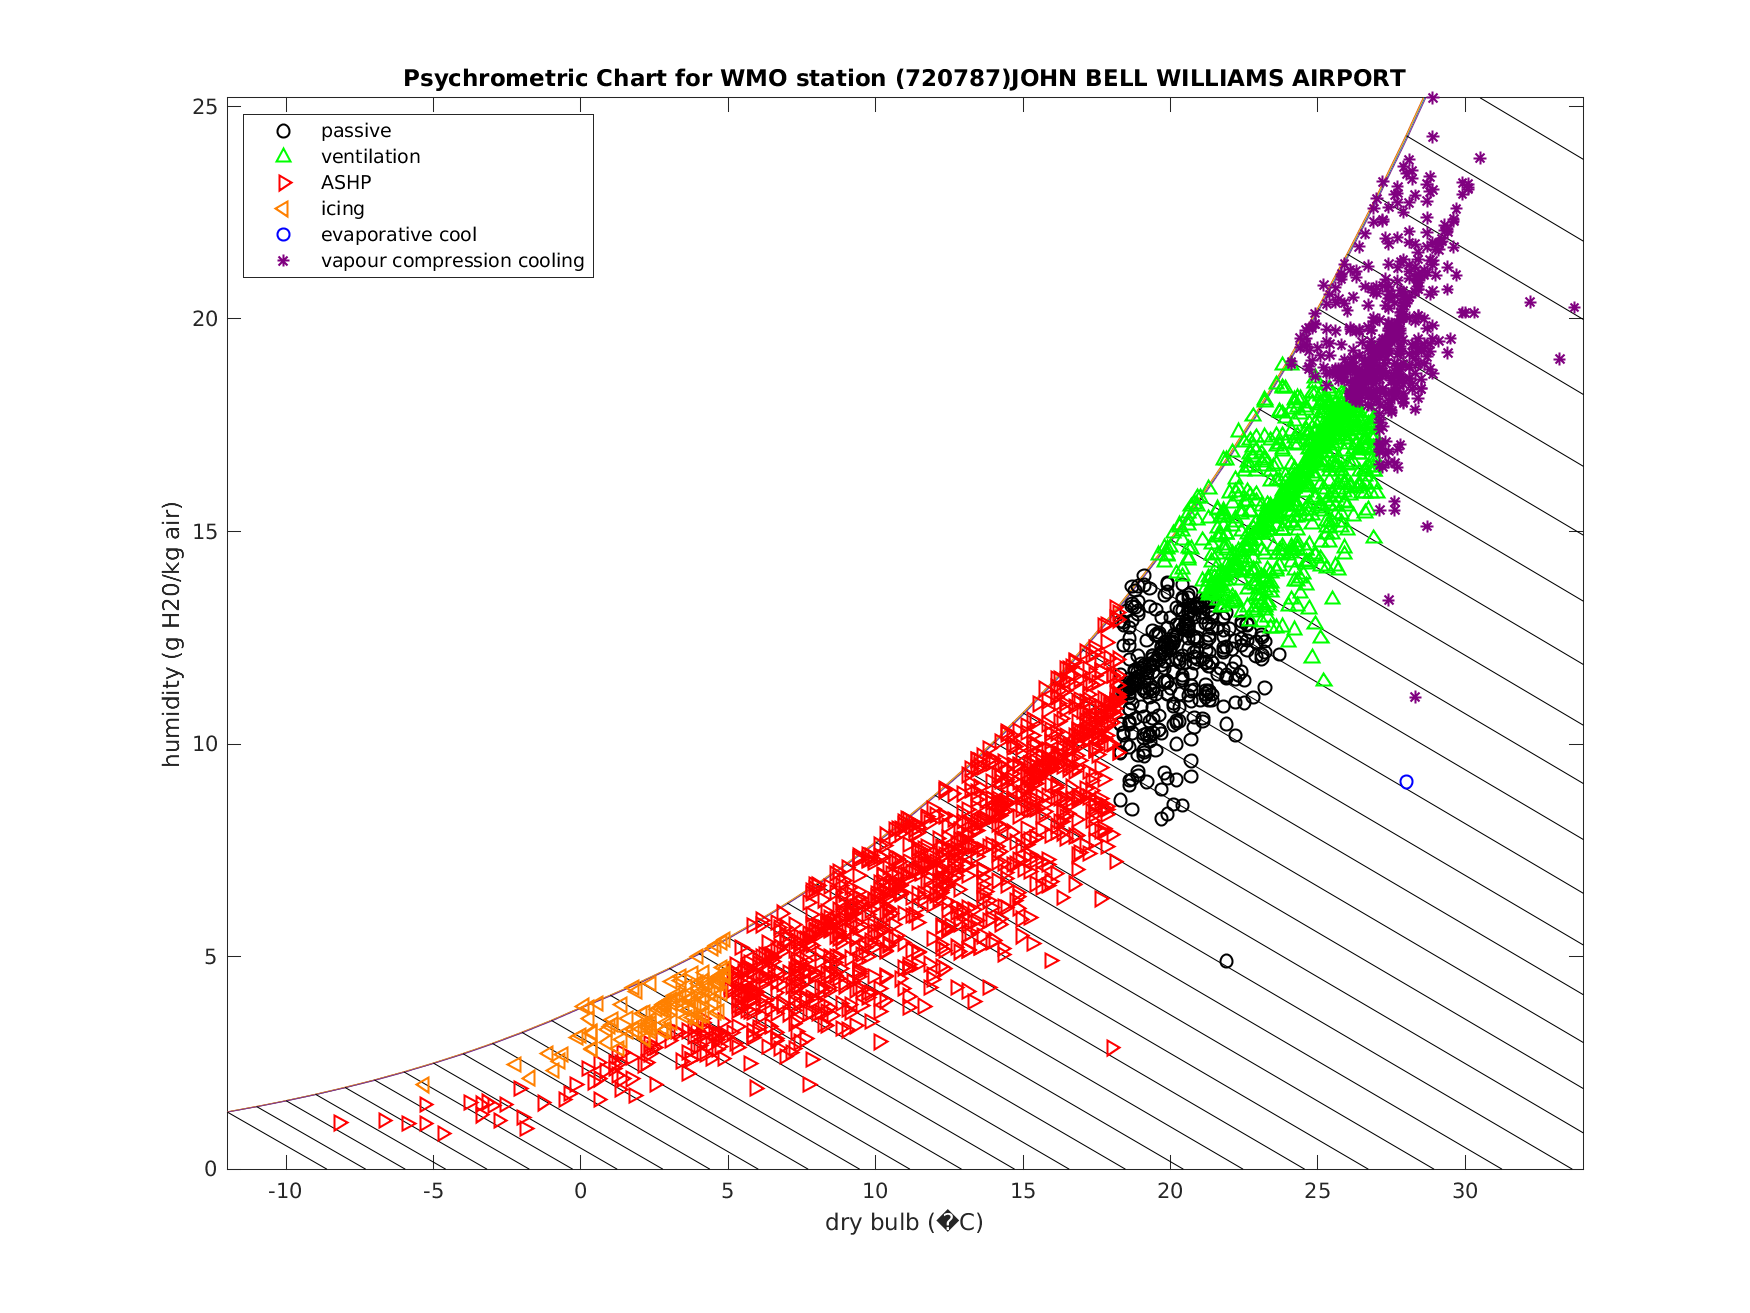 Psychrometric Chart for WMO station (720787)JOHN BELL WILLIAMS AIRPORT
passive
ventilation
ASHP
icing
evaporative cool
vapour compression cooling
humidity (g H20/kg air)
25
20
15
10
5
0
-10
-5
0
5
10
15
20
25
30
dry bulb (�C)